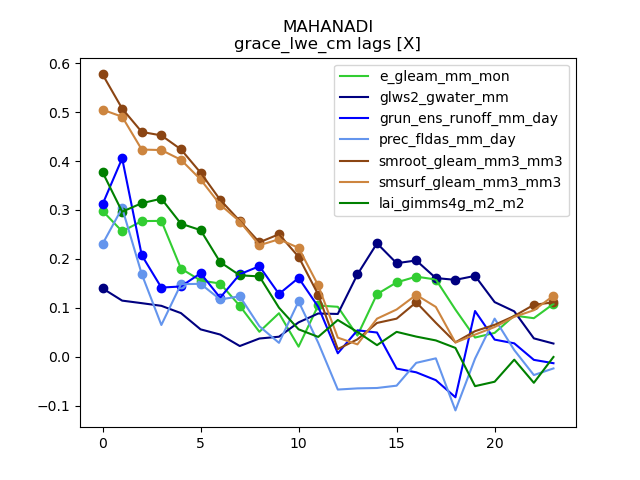 MAHANADI
grace_lwe_cm lags [X]
0.6
0.5
0.4
0.3
0.2
0.1
0.0
−0.1
0
5
10
15
20
e_gleam_mm_mon
glws2_gwater_mm
grun_ens_runoff_mm_day
prec_fldas_mm_day
smroot_gleam_mm3_mm3
smsurf_gleam_mm3_mm3
lai_gimms4g_m2_m2